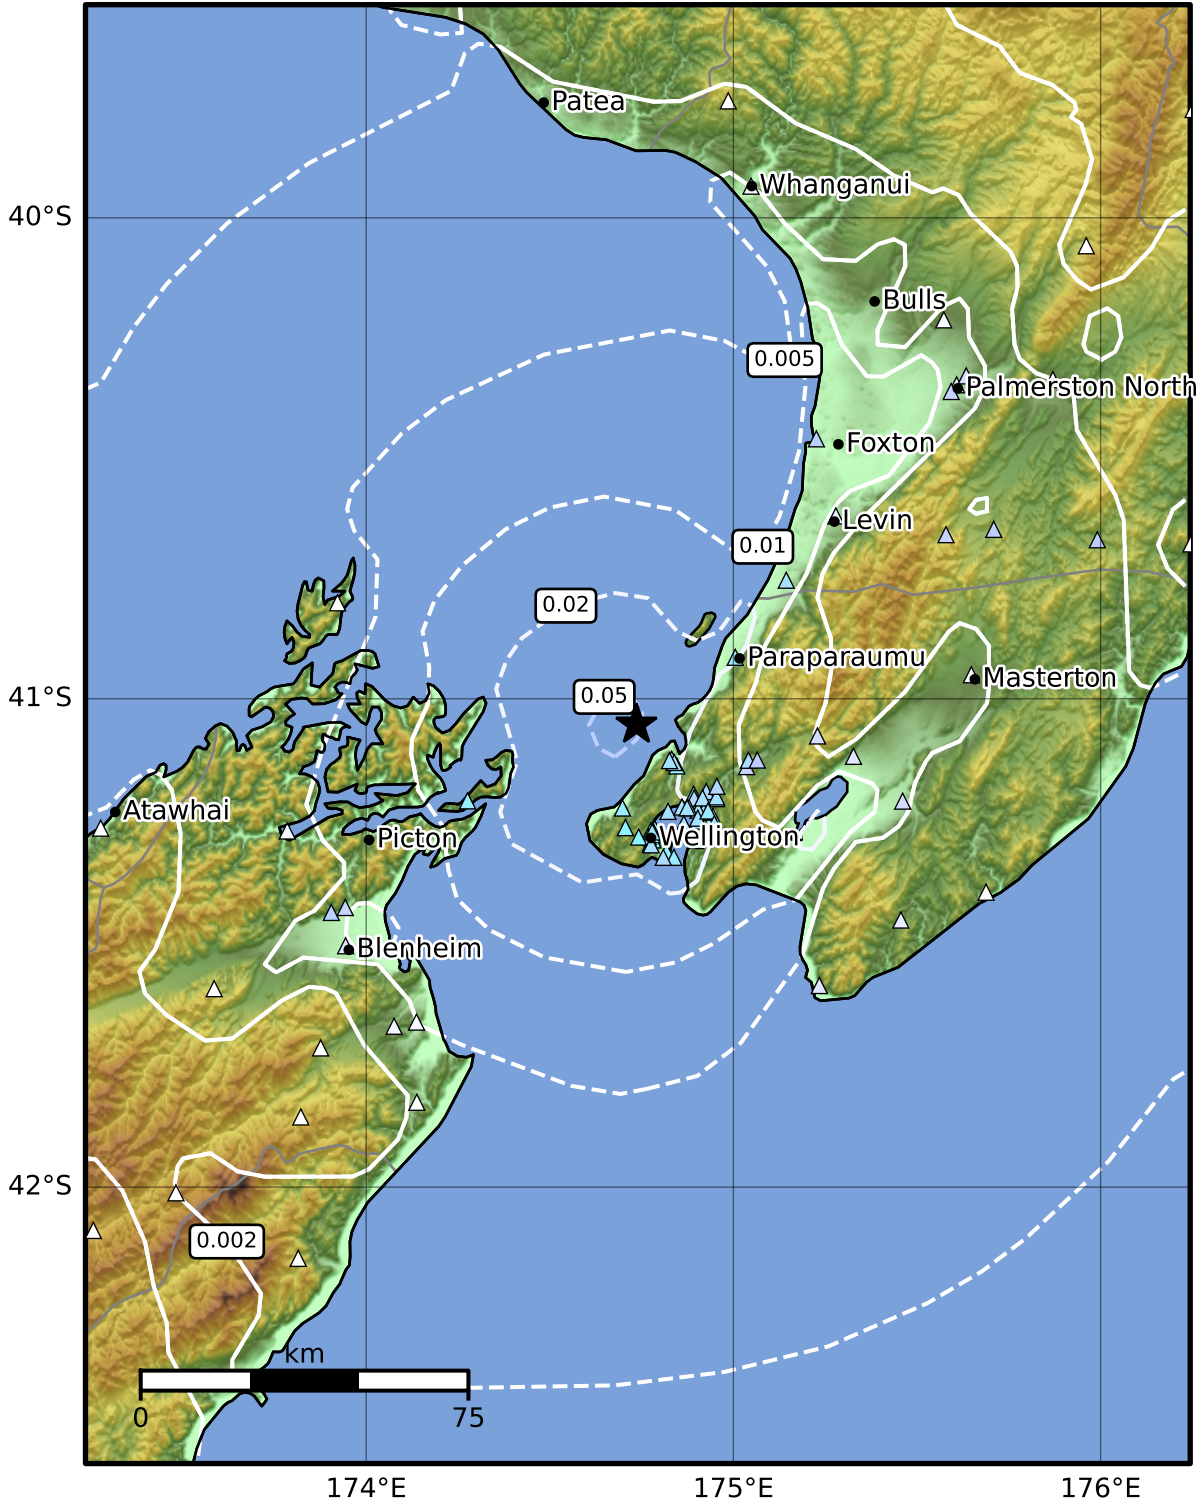 Patea
Whanganui
40°S
Bulls
0.005
Palmerston North
Foxton
Levin
0.01
0.02
Paraparaumu
Masterton
41°S
0.05
Atawhai
Picton
Wellington
Blenheim
42°S
0.002
km
0 75
174°E 175°E 176°E